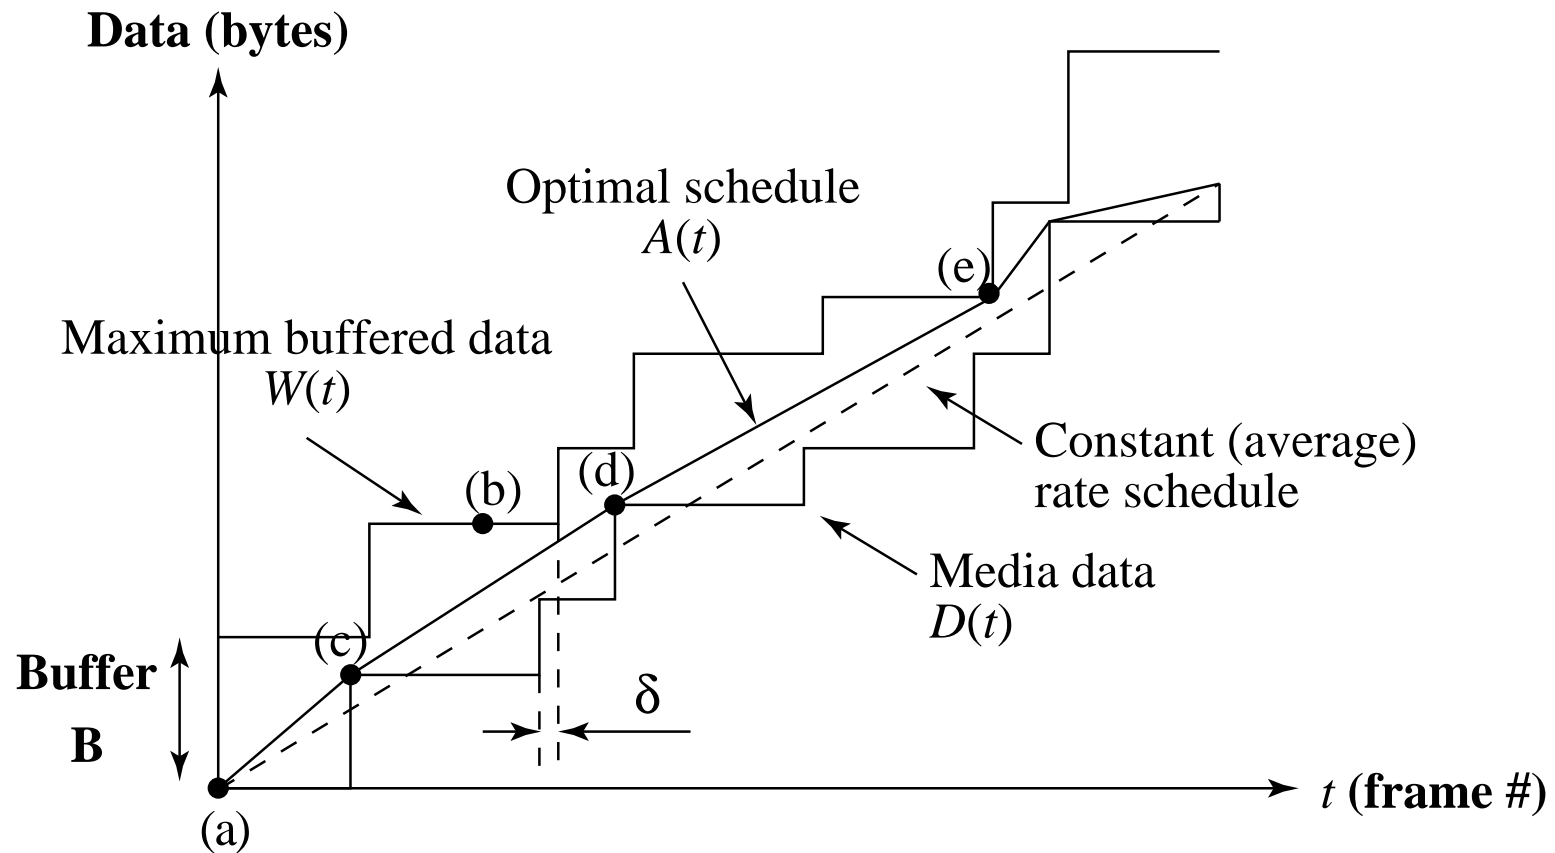 Data (bytes)
Optimal schedule
A(t)
(e)
Maximum buffered data
W(t)
Constant (average)
rate schedule
(d)
(b)
Media data
D(t)
(c)
Buffer
B
δ
t (frame #)
(a)